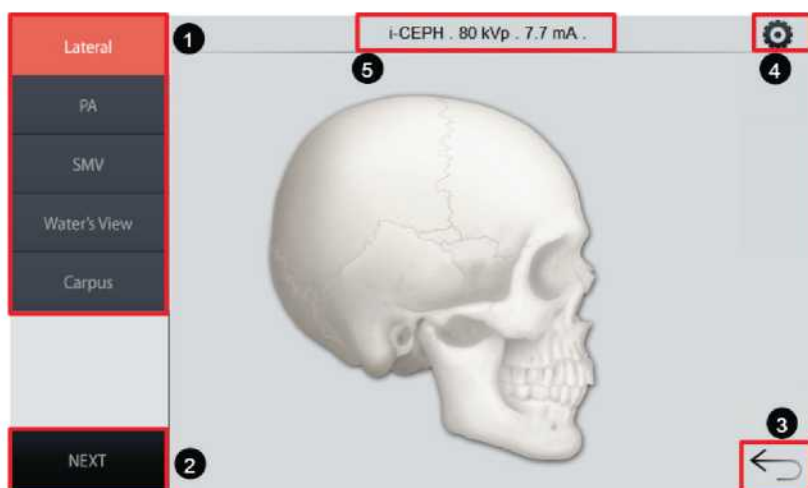 Lateral
1
i-CEPH . 80 kVp . 7.7 mA .
5
4
PA
SMV
Water's View
Carpus
3
NEXT
2